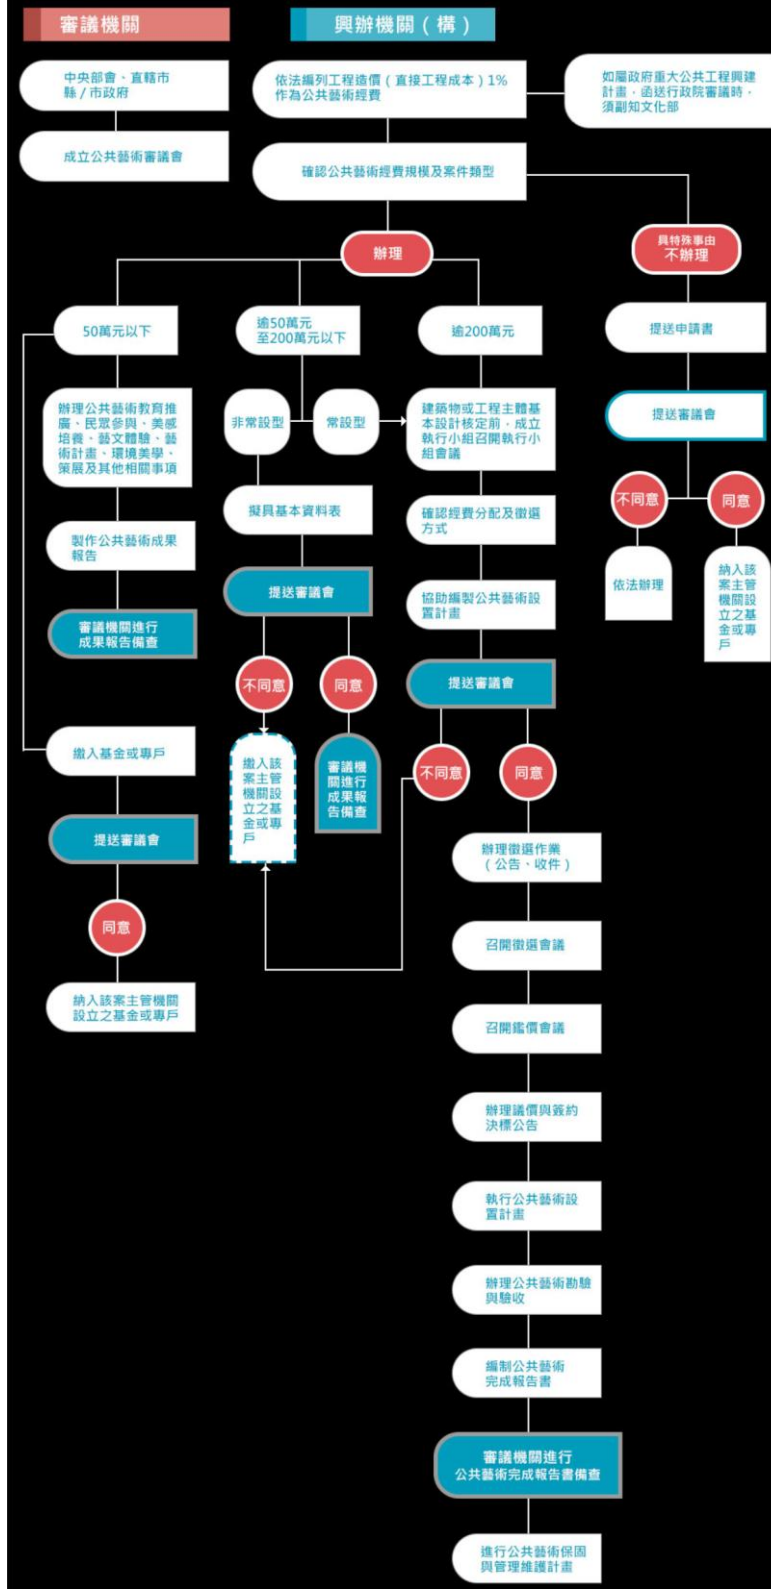 審議機關
興辦機關（構）
中央部會、直轄市
縣/市政府
成立公共藝術審議會
依法編列工程造價（直接工程成本）1%
作為公共藝術經費
如屬政府重大公共工程興建
計畫，函送行政院審議時，
須副知文化部
確認公共藝術經費規模及案件類型
辦理
具特殊事由
不辦理
50萬元以下
逾50萬元
至200萬元以下
逾200萬元
提送申請書
提送審議會
不同意
同意
依法辦理
納入該
案主管
機關設
立之基
金或專
戶
辦理公共藝術教育推
廣、民眾參與、美感
培養、藝文體驗、藝
術計畫、環境美學、
策展及其他相關事項
製作公共藝術成果
報告
審議機關進行
成果報告備查
繳入基金或專戶
提送審議會
同意
納入該案主管機關
設立之基金或專戶
非常設型
常設型
擬具基本資料表
提送審議會
不同意
同意
繳入該
案主管
機關設
立之基
金或專
戶
審議機
關進行
成果報
告備查
建築物或工程主體基
本設計核定前，成立
執行小組召開執行小
組會議
確認經費分配及徵選
方式
協助編製公共藝術設
置計畫
提送審議會
不同意
同意
辦理徵選作業
（公告、收件）
召開徵選會議
召開鑑價會議
辦理議價與簽約
決標公告
執行公共藝術設
置計畫
辦理公共藝術勘驗
與驗收
編制公共藝術
完成報告書
審議機關進行
公共藝術完成報告書備查
進行公共藝術保固
與管理維護計畫